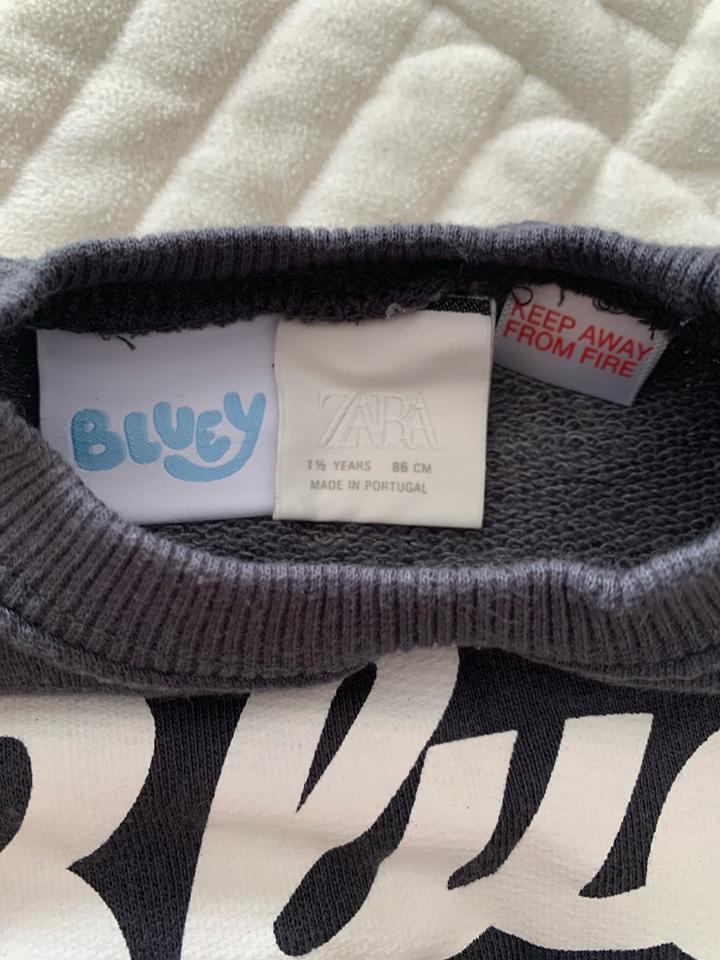 BLUEY
ZARA
1½ YEARS 86 CM
MADE IN PORTUGAL
KEEP AWAY
FROM FIRE